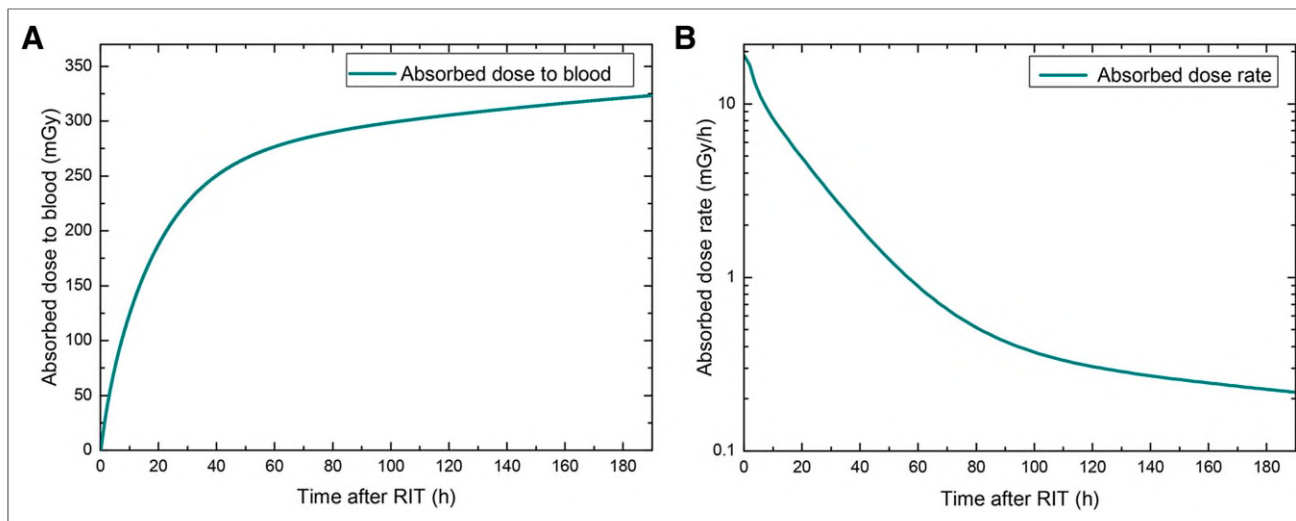 A
Absorbed dose to blood
Absorbed dose to blood (mGy)
350
300
250
200
150
100
50
0
0 20 40 60 80 100 120 140 160 180
Time after RIT (h)
B
Absorbed dose rate
Absorbed dose rate (mGy/h)
10
1
0.1
0 20 40 60 80 100 120 140 160 180
Time after RIT (h)